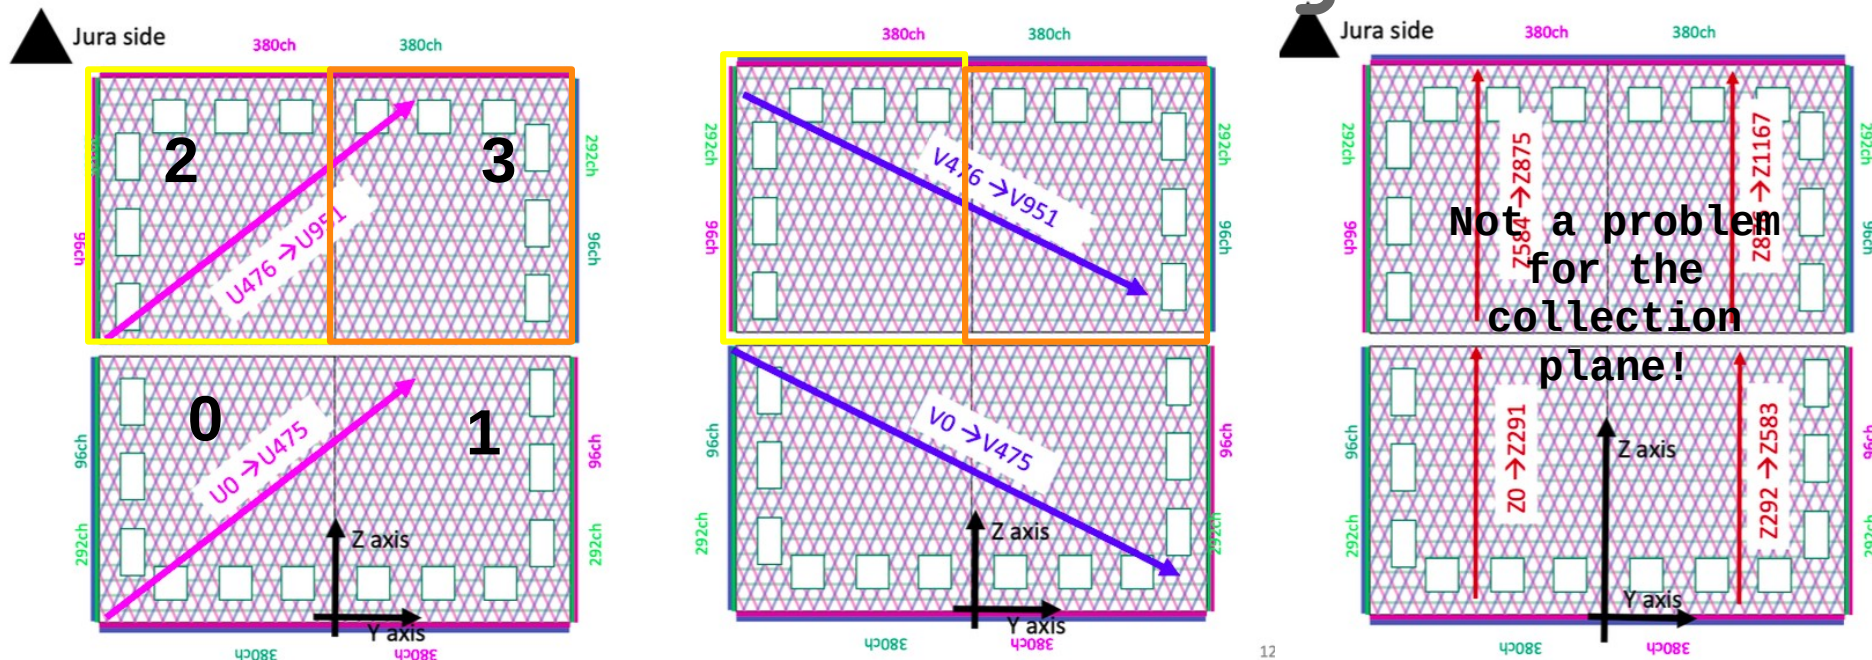 Jura side
380ch
380ch
2
3
292ch
96ch
96ch
U476 →U951
0
1
U0 →U475
96ch
292ch
96ch
292ch
Z axis
Y axis
380ch
380ch
380ch
380ch
292ch
96ch
292ch
96ch
V476 →V951
V0 →V475
96ch
292ch
96ch
292ch
Z axis
Y axis
380ch
380ch
12
Jura side
380ch
380ch
292ch
96ch
292ch
96ch
Z584 →Z875
Z876 →Z1167
Not a problem
for the
collection
plane!
Z0 →Z291
Z292 →Z583
96ch
292ch
96ch
292ch
Z axis
Y axis
380ch
380ch